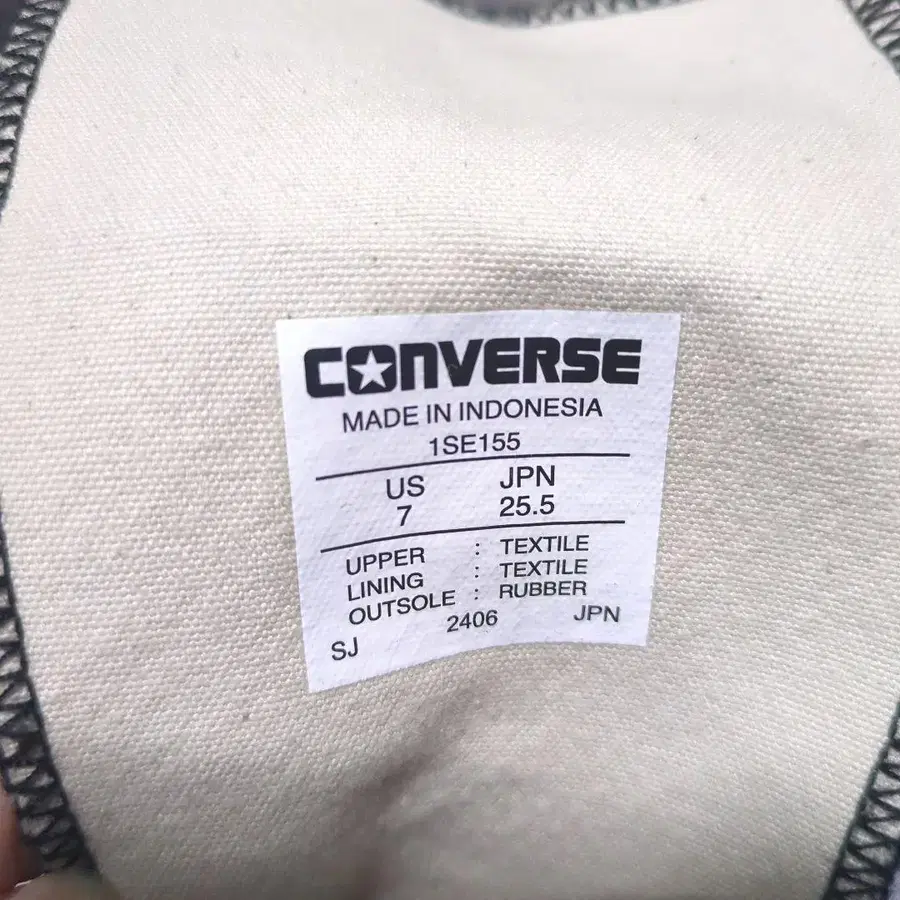 CONVERSE
MADE IN INDONESIA
1SE155
US JPN
7 25.5
UPPER : TEXTILE
LINING : TEXTILE
OUTSOLE : RUBBER
SJ 2406 JPN